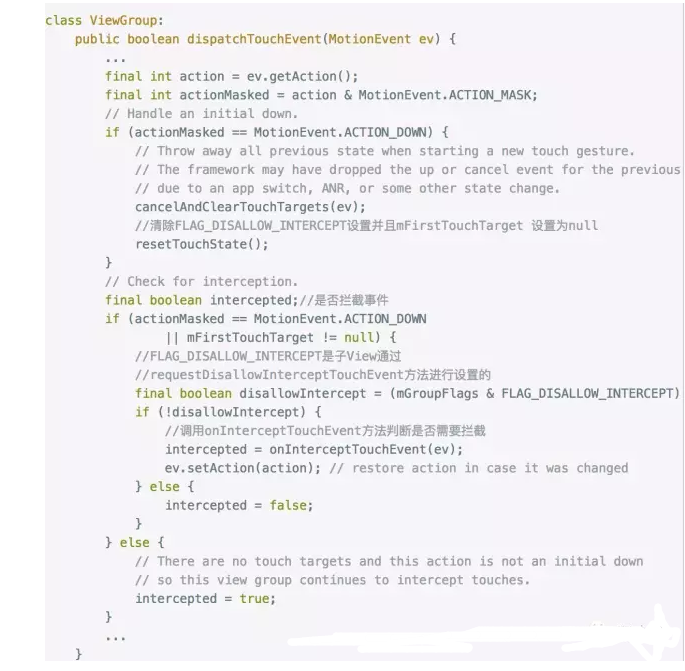 class ViewGroup:
public boolean dispatchTouchEvent(MotionEvent ev) {
...
final int action = ev.getAction();
final int actionMasked = action & MotionEvent.ACTION_MASK;
// Handle an initial down.
if (actionMasked == MotionEvent.ACTION_DOWN) {
// Throw away all previous state when starting a new touch gesture.
// The framework may have dropped the up or cancel event for the previous
// due to an app switch, ANR, or some other state change.
cancelAndClearTouchTargets(ev);
//清除FLAG_DISALLOW_INTERCEPT设置并且mFirstTouchTarget 设置为null
resetTouchState();
}
// Check for interception.
final boolean intercepted;//是否拦截事件
if (actionMasked == MotionEvent.ACTION_DOWN
|| mFirstTouchTarget != null) {
//FLAG_DISALLOW_INTERCEPT是子View通过
//requestDisallowInterceptTouchEvent方法进行设置的
final boolean disallowIntercept = (mGroupFlags & FLAG_DISALLOW_INTERCEPT)
if (!disallowIntercept) {
//调用onInterceptTouchEvent方法判断是否需要拦截
intercepted = onInterceptTouchEvent(ev);
ev.setAction(action); // restore action in case it was changed
} else {
intercepted = false;
}
} else {
// There are no touch targets and this action is not an initial down
// so this view group continues to intercept touches.
intercepted = true;
}
...
}